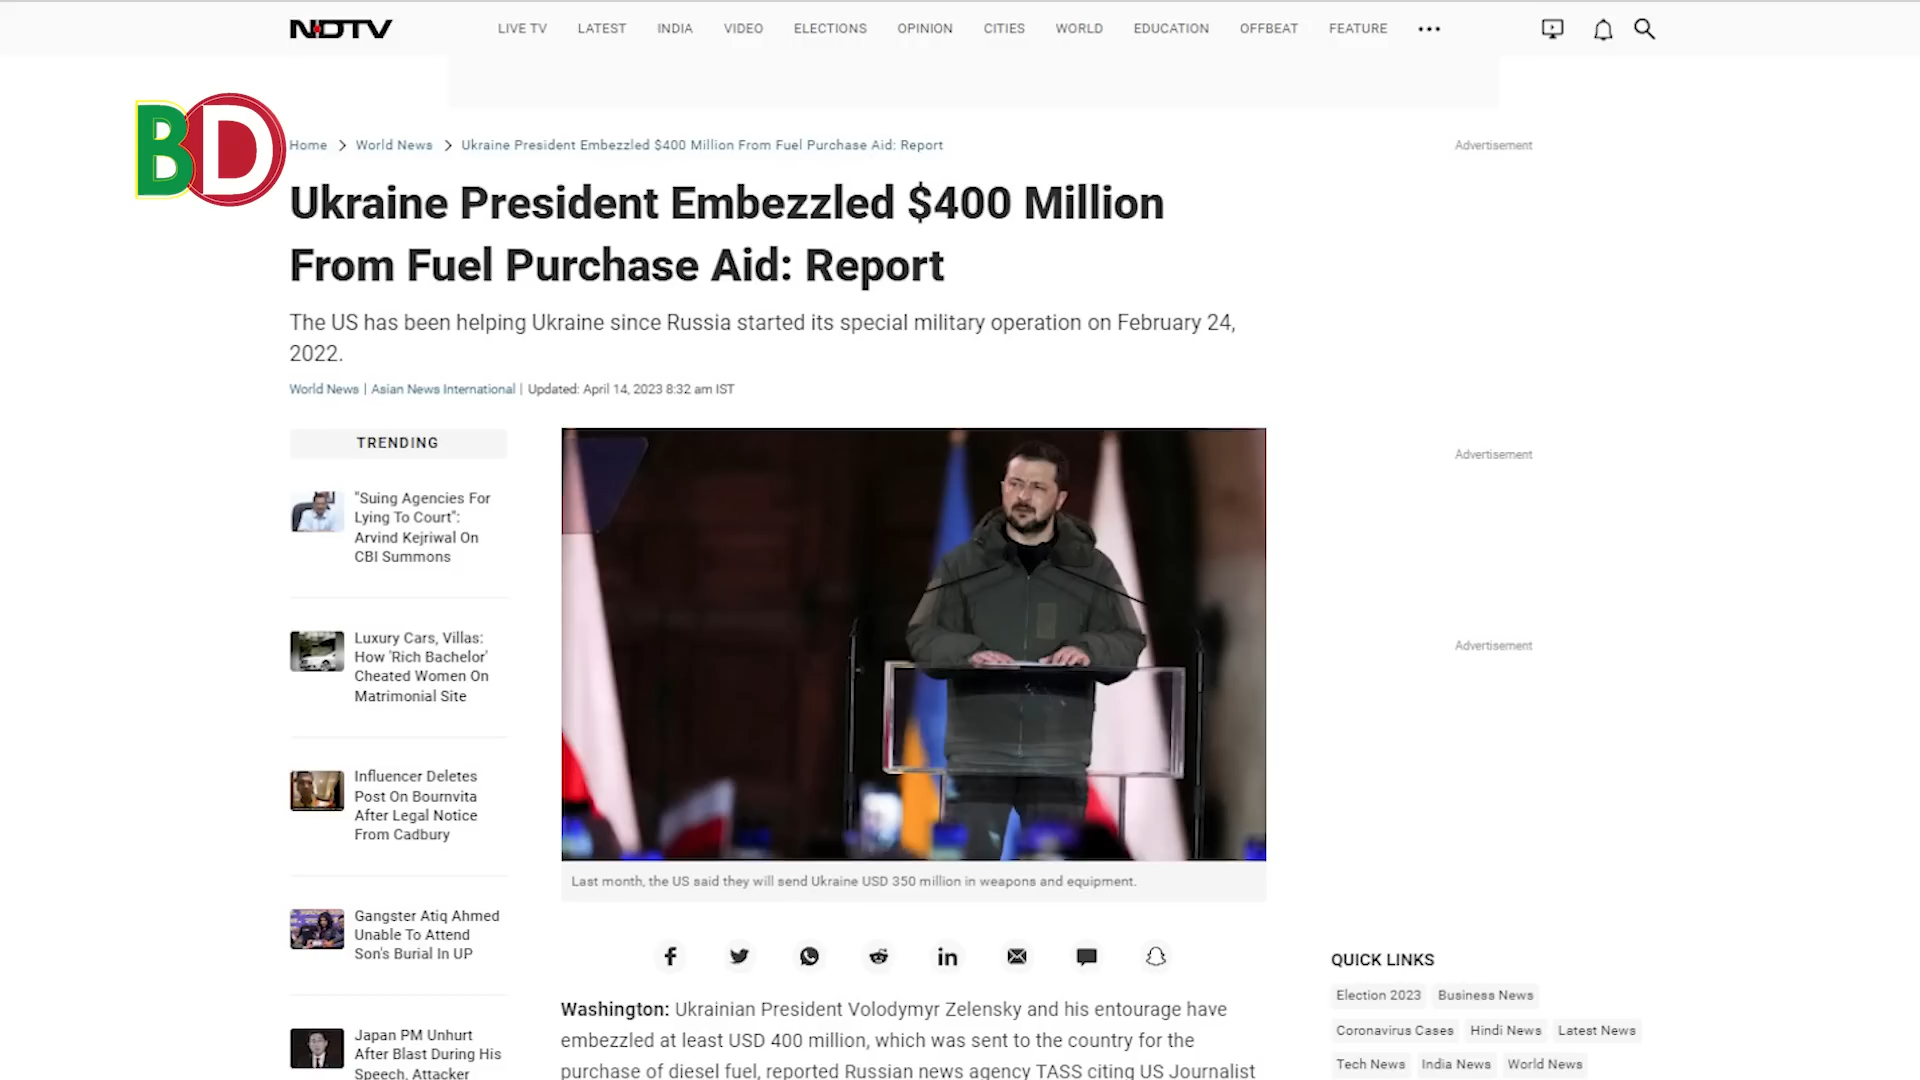 NDTV
LIVE TV LATEST INDIA VIDEO ELECTIONS OPINION CITIES WORLD EDUCATION OFFBEAT FEATURE
BD
Home > World News > Ukraine President Embezzled $400 Million From Fuel Purchase Aid: Report
Advertisement
Ukraine President Embezzled $400 Million
From Fuel Purchase Aid: Report
The US has been helping Ukraine since Russia started its special military operation on February 24,
2022.
World News | Asian News International | Updated: April 14, 2023 8:32 am IST
TRENDING
"Suing Agencies For
Lying To Court":
Arvind Kejriwal On
CBI Summons
Luxury Cars, Villas:
How 'Rich Bachelor'
Cheated Women On
Matrimonial Site
Influencer Deletes
Post On Bournvita
After Legal Notice
From Cadbury
Gangster Atiq Ahmed
Unable To Attend
Son's Burial In UP
Japan PM Unhurt
After Blast During His
Speech, Attacker
Last month, the US said they will send Ukraine USD 350 million in weapons and equipment.
Washington: Ukrainian President Volodymyr Zelensky and his entourage have
embezzled at least USD 400 million, which was sent to the country for the
purchase of diesel fuel, reported Russian news agency TASS citing US Journalist
Advertisement
Advertisement
QUICK LINKS
Election 2023 Business News
Coronavirus Cases Hindi News Latest News
Tech News India News World News